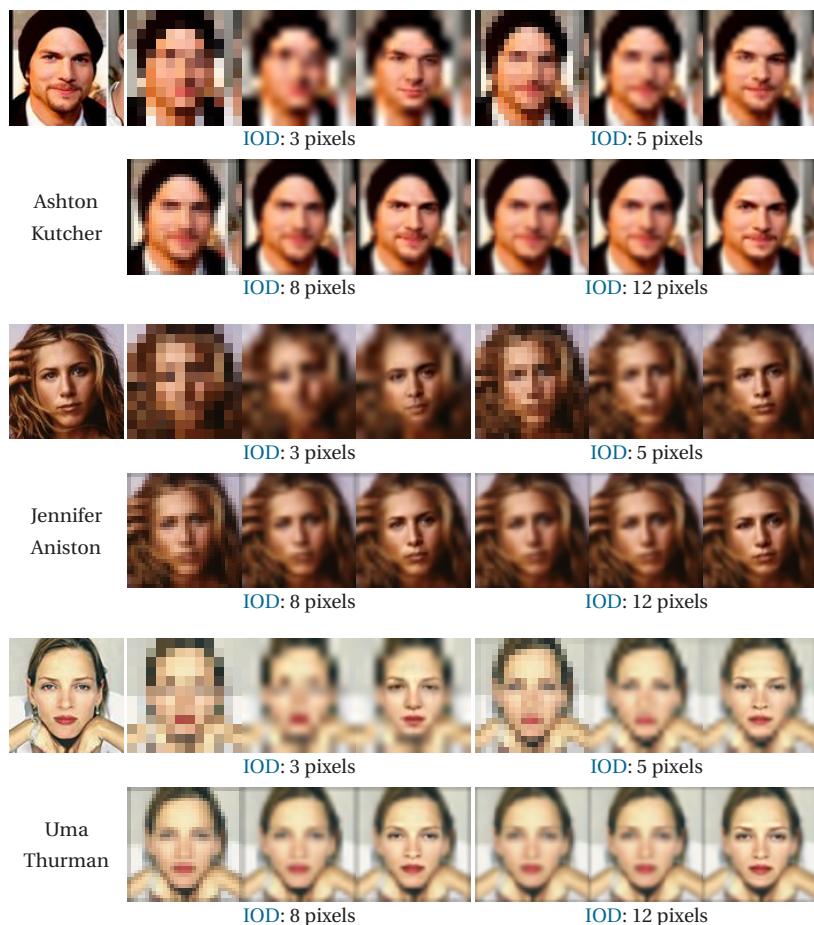 IOD: 3 pixels
IOD: 5 pixels
Ashton
Kutcher
IOD: 8 pixels
IOD: 12 pixels
IOD: 3 pixels
IOD: 5 pixels
Jennifer
Aniston
IOD: 8 pixels
IOD: 12 pixels
IOD: 3 pixels
IOD: 5 pixels
Uma
Thurman
IOD: 8 pixels
IOD: 12 pixels